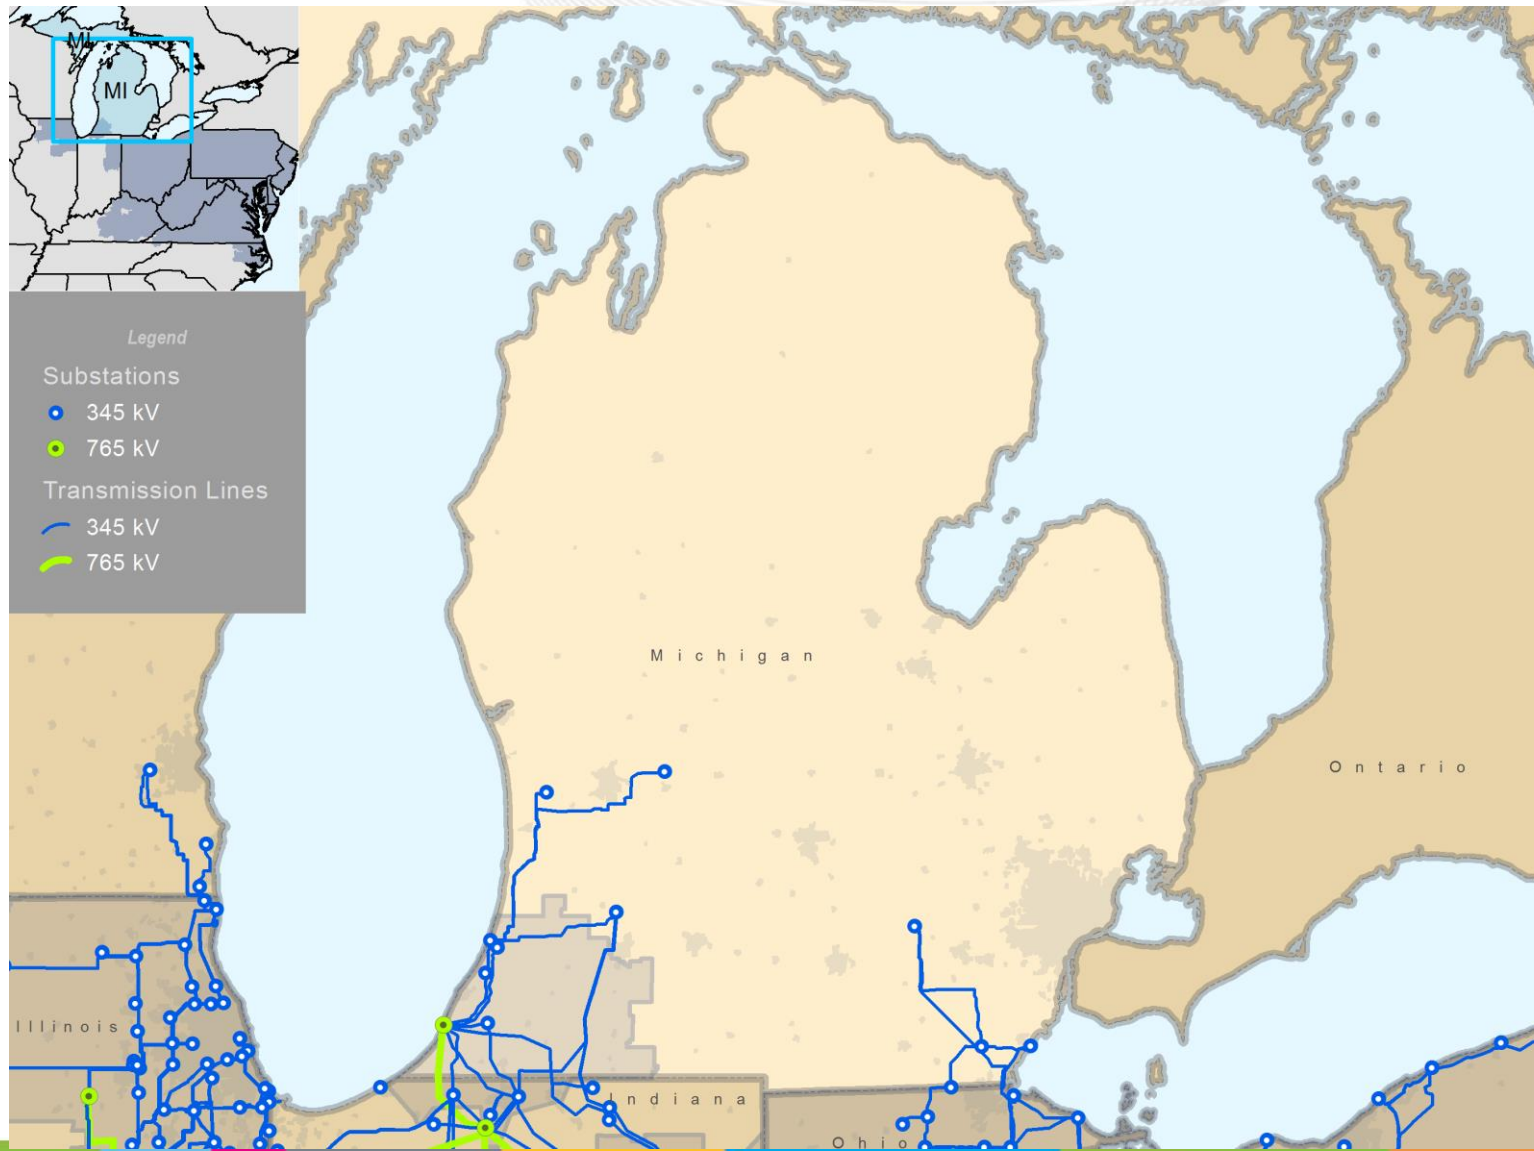 MI
MI
Legend
Substations
345 kV
765 kV
Transmission Lines
345 kV
765 kV
Michigan
Ontario
Illinois
Indiana
Ohio